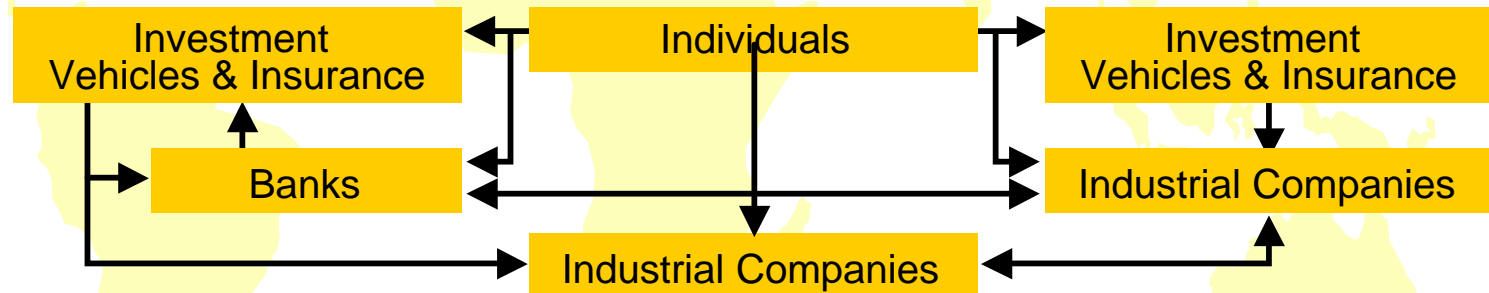 Investment
Vehicles & Insurance
Individuals
Investment
Vehicles & Insurance
Banks
Industrial Companies
Industrial Companies